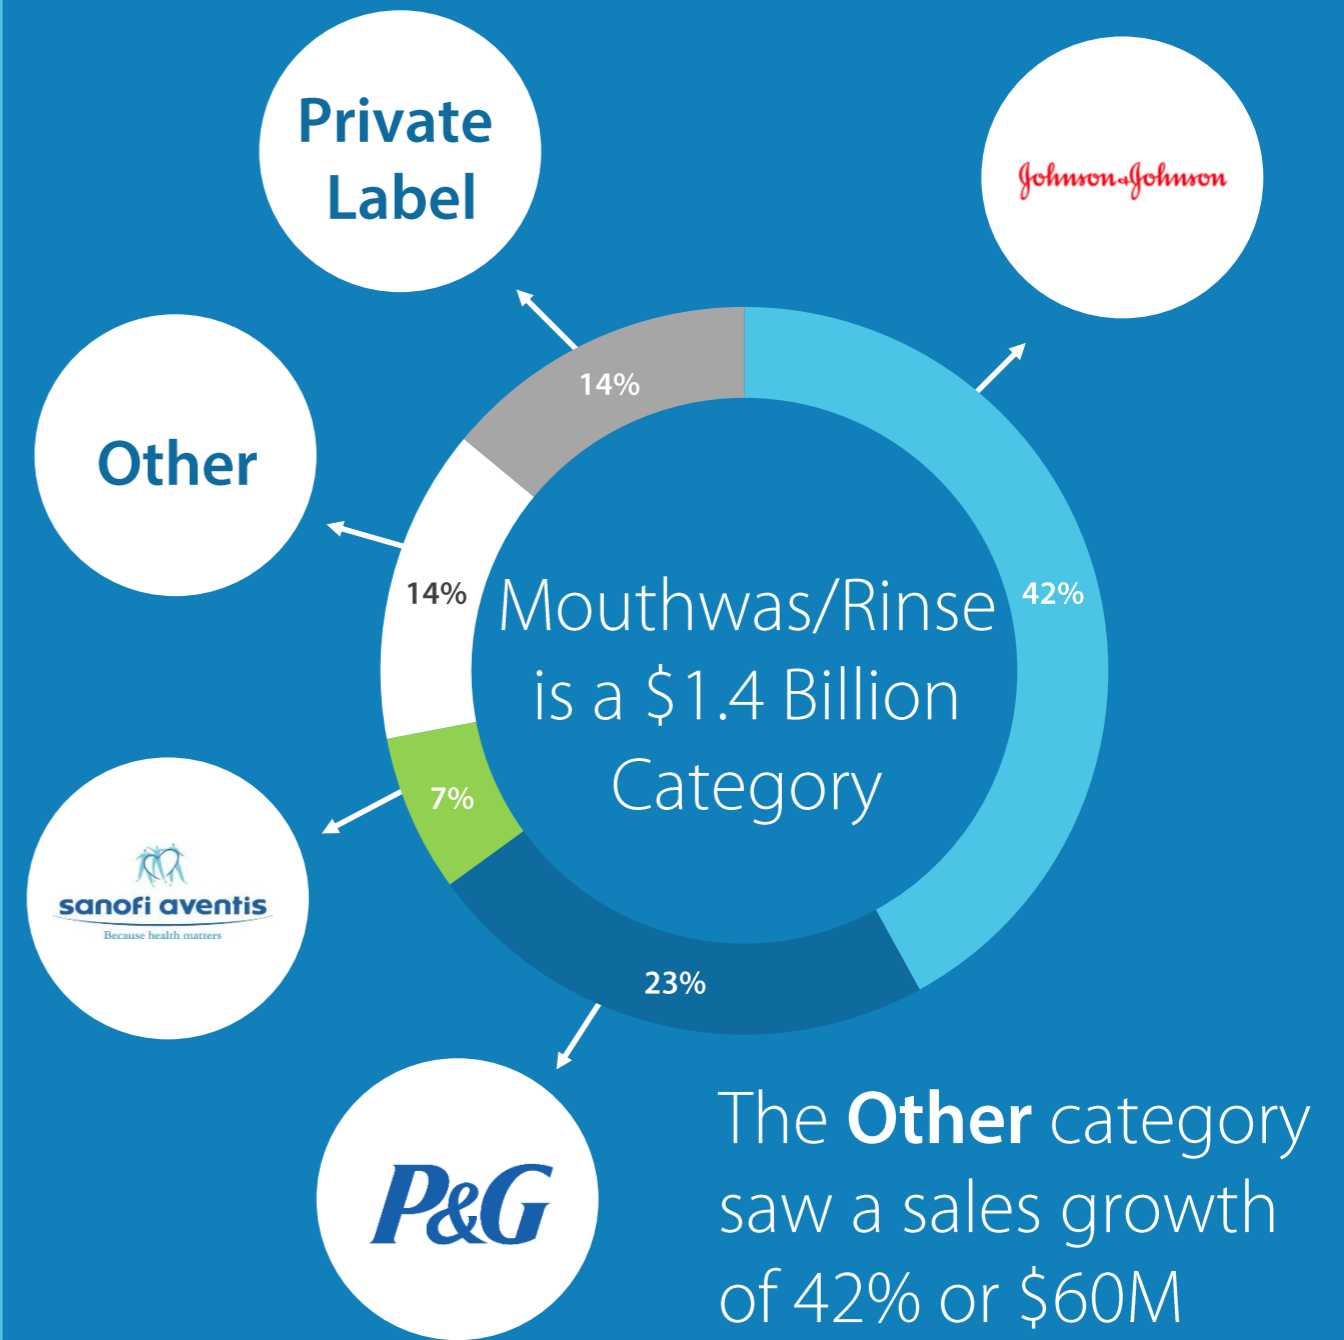 Private
Label
Johnson & Johnson
14%
Other
14%
42%
Mouthwas/Rinse
is a $1.4 Billion
Category
7%
sanofi aventis
Because health matters
23%
P&G
The Other category
saw a sales growth
of 42% or $60M